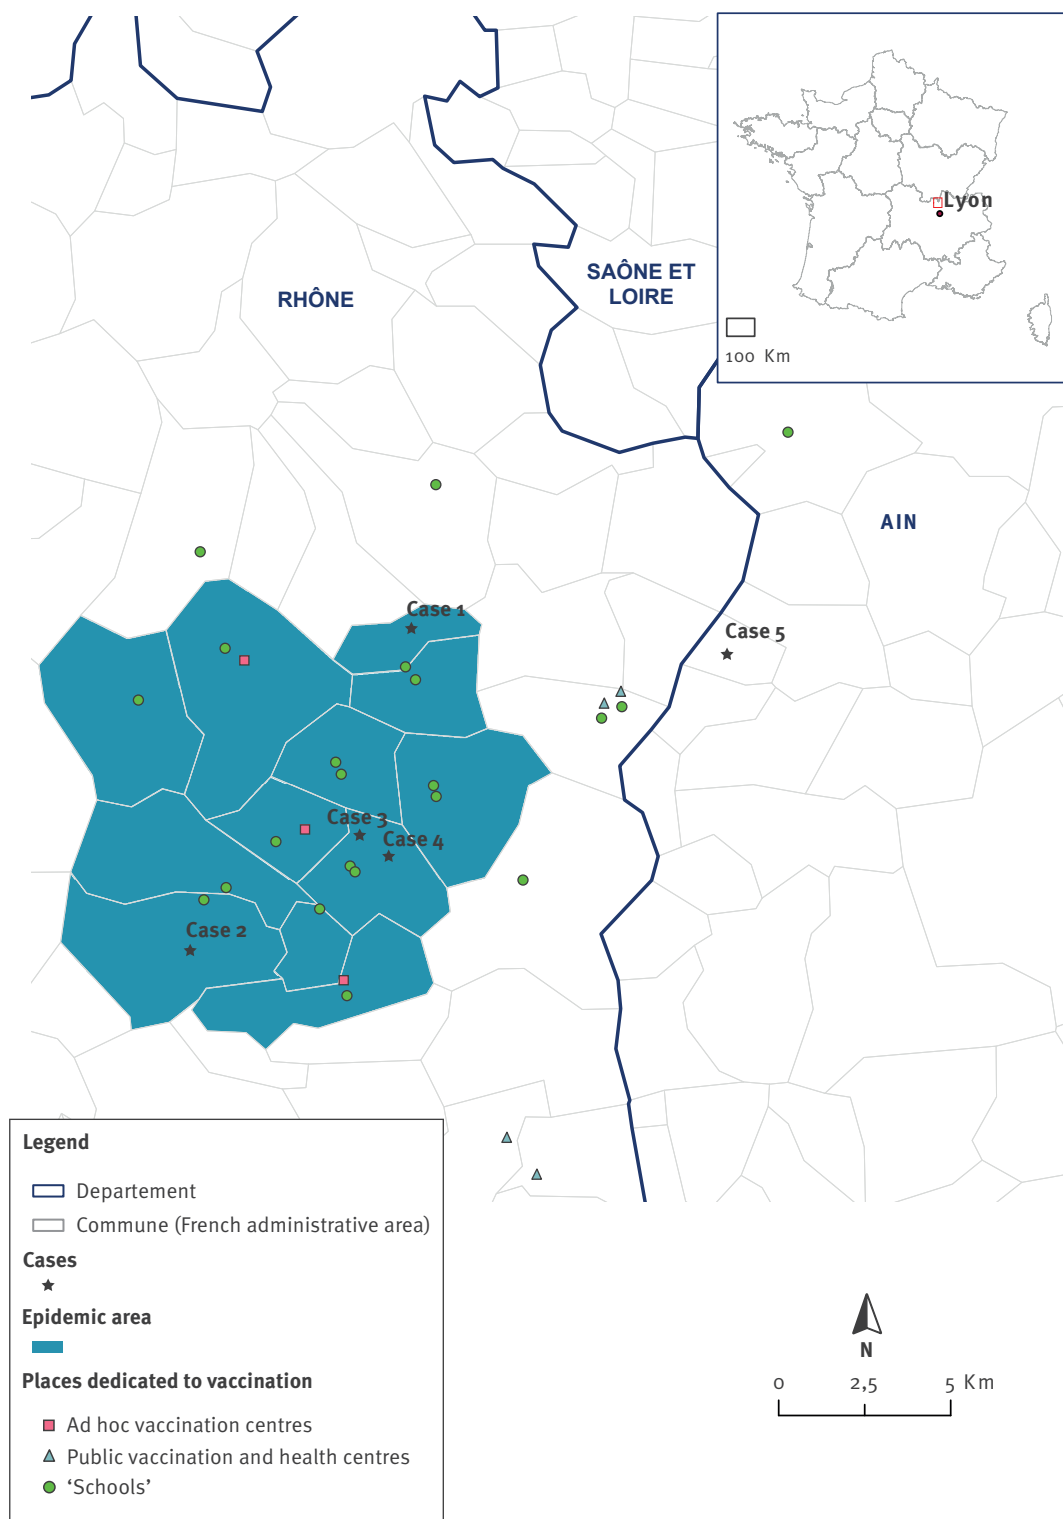 Lyon
100 Km
SAÔNE ET
LOIRE
RHÔNE
AIN
Case 1
Case 5
Case 3
Case 4
Case 2
Legend
Departement
Commune (French administrative area)
Cases
Epidemic area
Places dedicated to vaccination
Ad hoc vaccination centres
Public vaccination and health centres
‘Schools’
N
0 2,5 5 Km